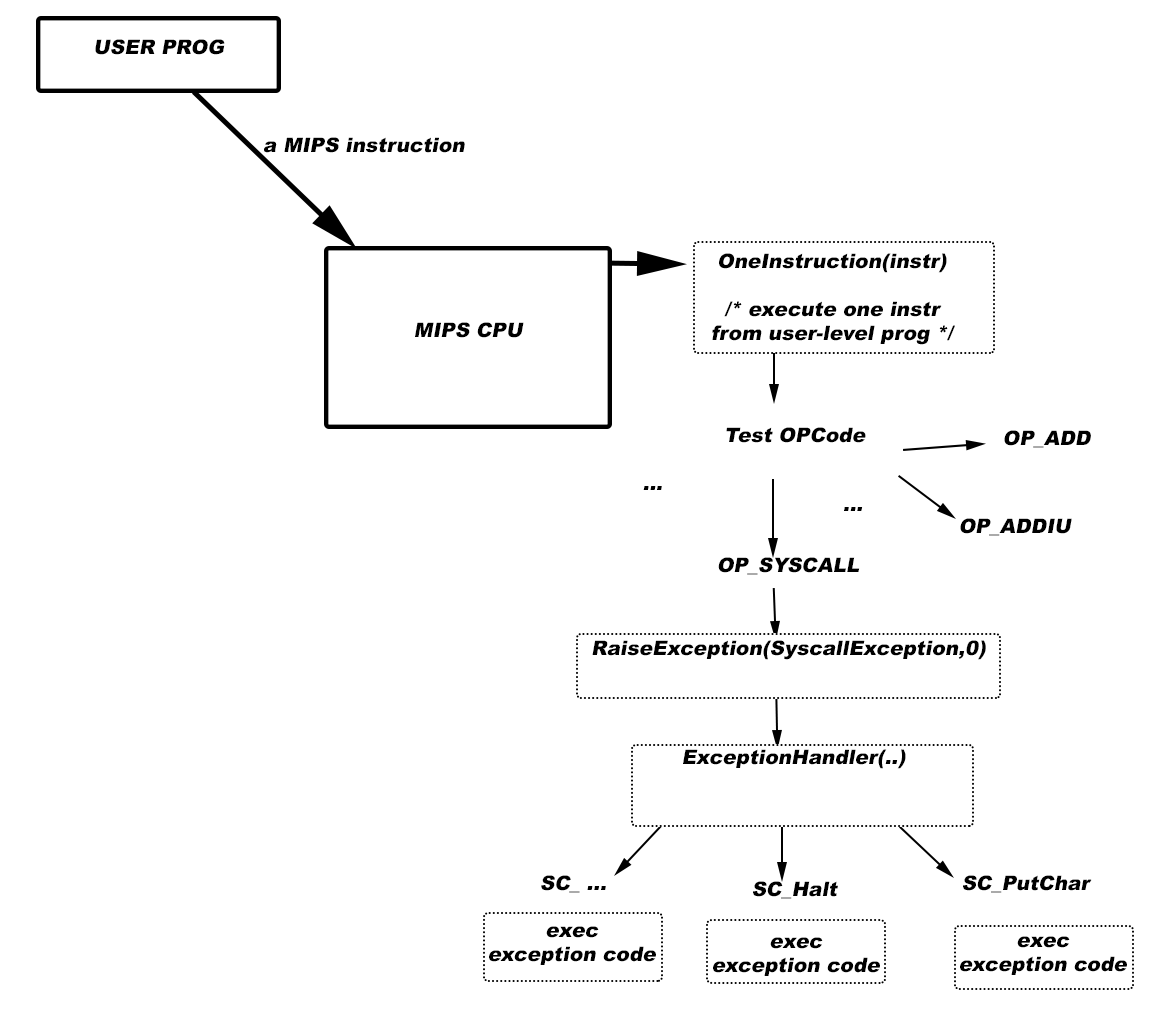 USER PROG
a MIPS instruction
MIPS CPU
OneInstruction(instr)
/* execute one instr
from user-level prog */
Test OPCode
OP_ADD
...
...
OP_ADDIU
OP_SYSCALL
RaiseException(SyscallException,0)
ExceptionHandler(..)
SC_ ...
SC_Halt
SC_PutChar
exec
exception code
exec
exception code
exec
exception code